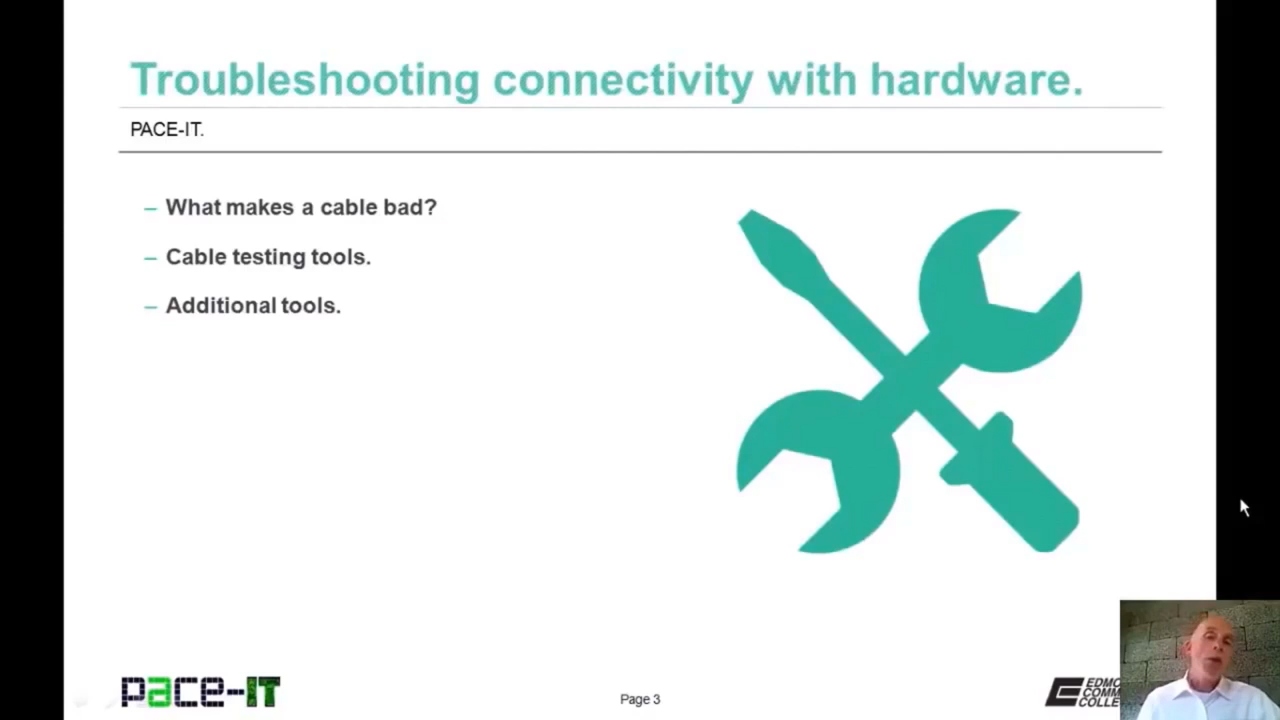 Troubleshooting connectivity with hardware.
PACE-IT.
– What makes a cable bad?
– Cable testing tools.
– Additional tools.
pace-IT
Page 3